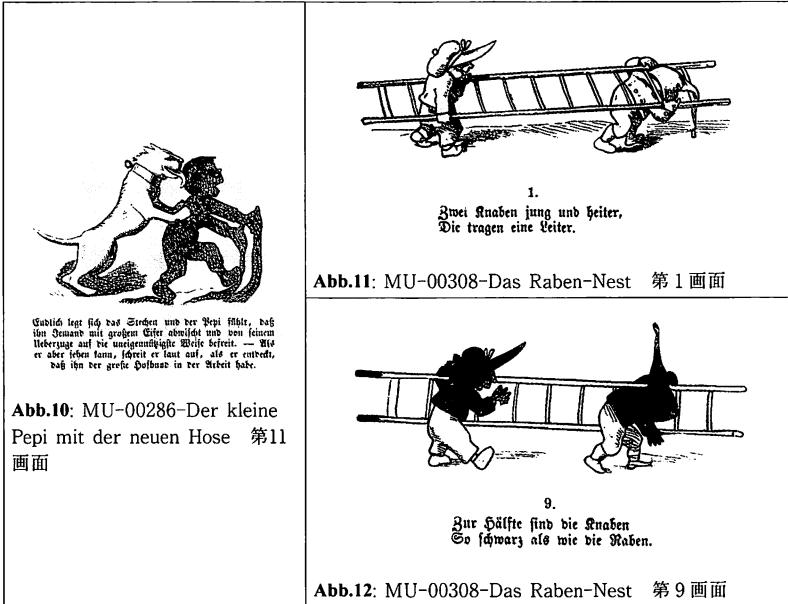 Endlich legt sich das Stechen und der Pepi fühlt, daß
ihn Jemand mit großem Eifer abwischt und von seinem
Ueberzuge auf die uneigennützigste Weise befreit. — Als
er aber sehen kann, schreit er laut auf, als er entdeckt,
daß ihn der große Hofhund in der Arbeit habe.
Abb.10: MU-00286-Der kleine
Pepi mit der neuen Hose 第11
画面
1.
Zwei Knaben jung und heiter,
Die tragen eine Leiter.
Abb.11: MU-00308-Das Raben-Nest 第1画面
9.
Zur Hälfte sind die Knaben
So schwarz als wie die Raben.
Abb.12: MU-00308-Das Raben-Nest 第9画面